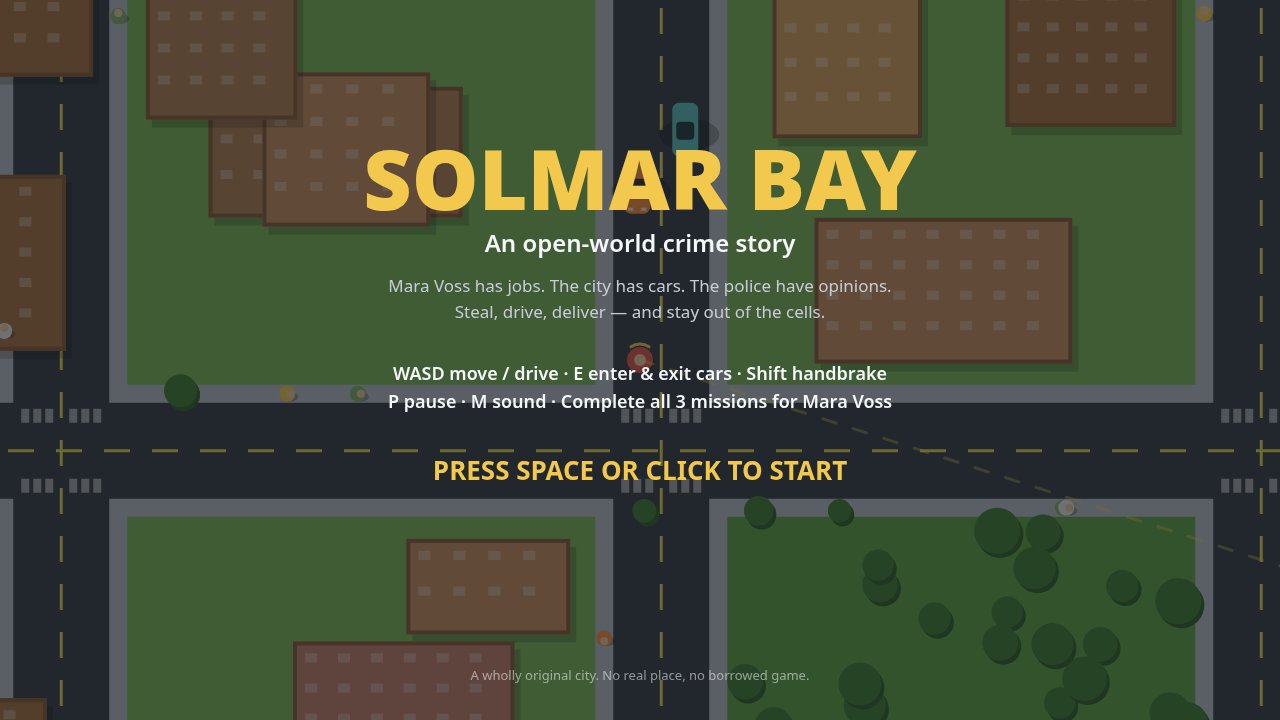 SOLMAR BAY
An open-world crime story
Mara Voss has jobs. The city has cars. The police have opinions.
Steal, drive, deliver — and stay out of the cells.
WASD move / drive · E enter & exit cars · Shift handbrake
P pause · M sound · Complete all 3 missions for Mara Voss
PRESS SPACE OR CLICK TO START
A wholly original city. No real place, no borrowed game.